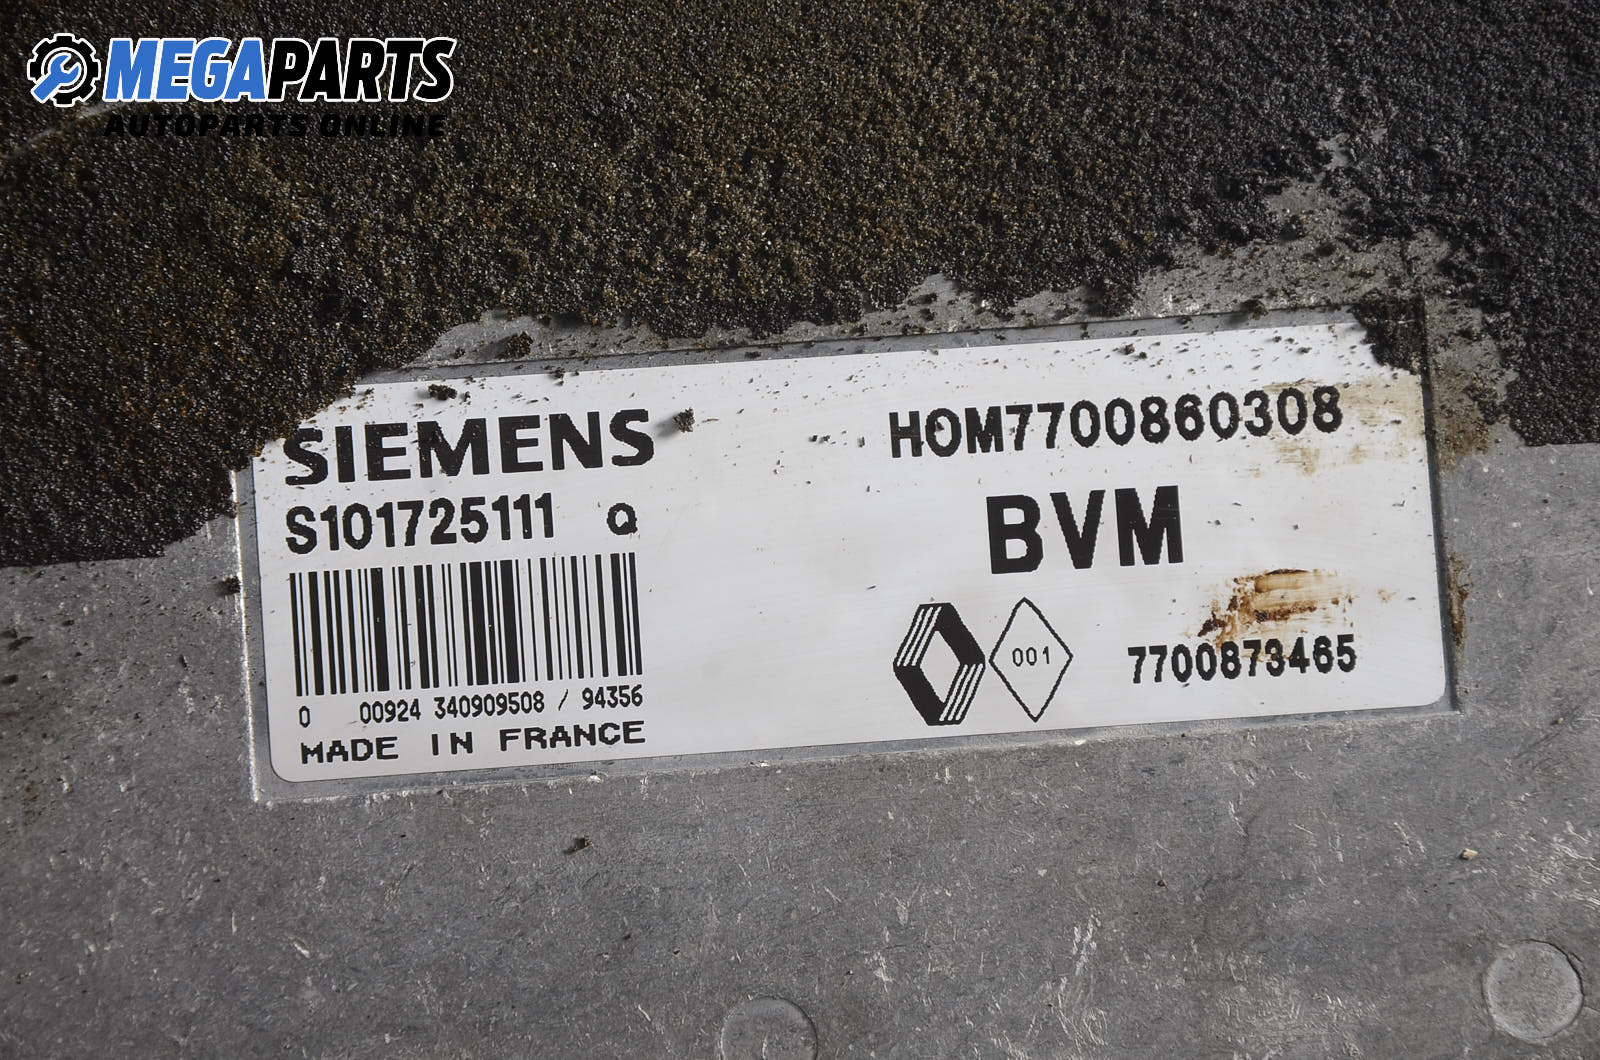 MEGAPARTS
AUTOPARTS ONLINE
SIEMENS
S101725111 Q
0 00924 340909508 / 94356
MADE IN FRANCE
HOM7700860308
BVM
001
7700873465